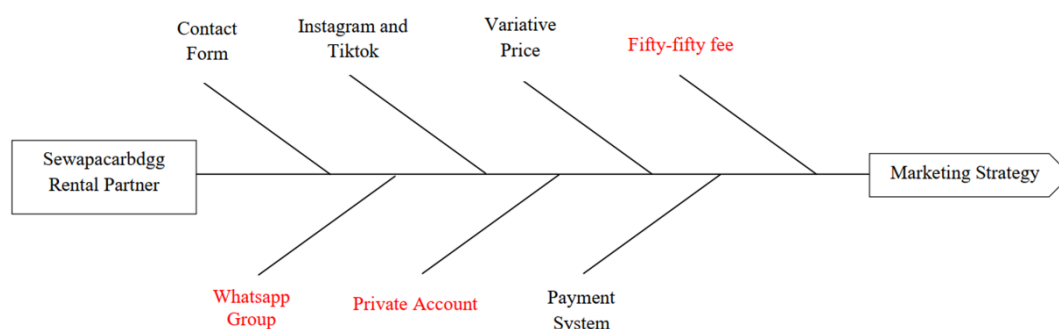 Contact
Form
Instagram and
Tiktok
Variative
Price
Fifty-fifty fee
Sewapacarbdgg
Rental Partner
Marketing Strategy
Whatsapp
Group
Private Account
Payment
System